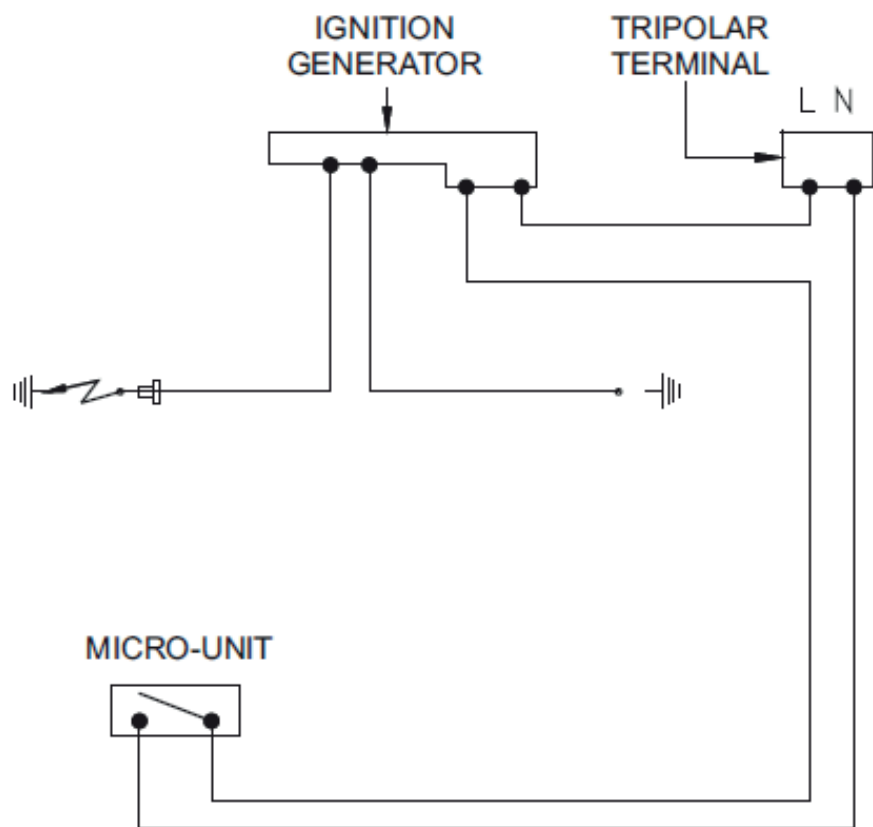 IGNITION
GENERATOR
TRIPOLAR
TERMINAL
L N
MICRO-UNIT